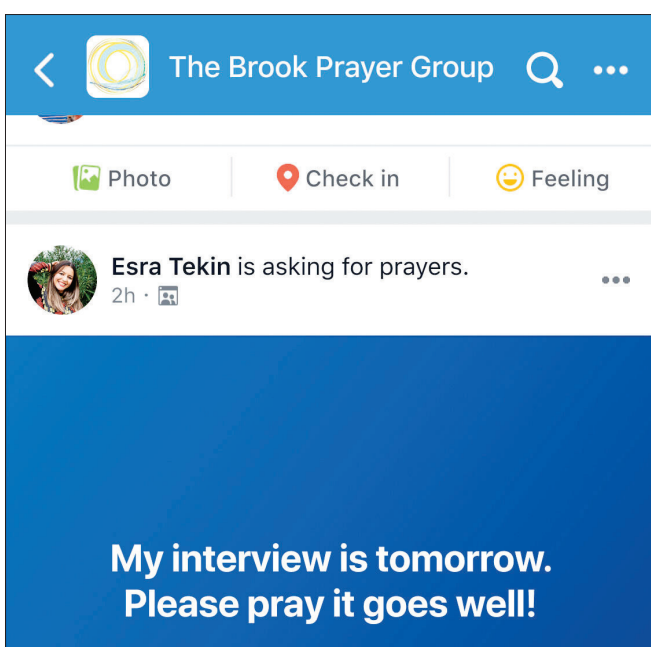 The Brook Prayer Group
Photo Check in Feeling
Esra Tekin is asking for prayers.
2h ·
My interview is tomorrow.
Please pray it goes well!